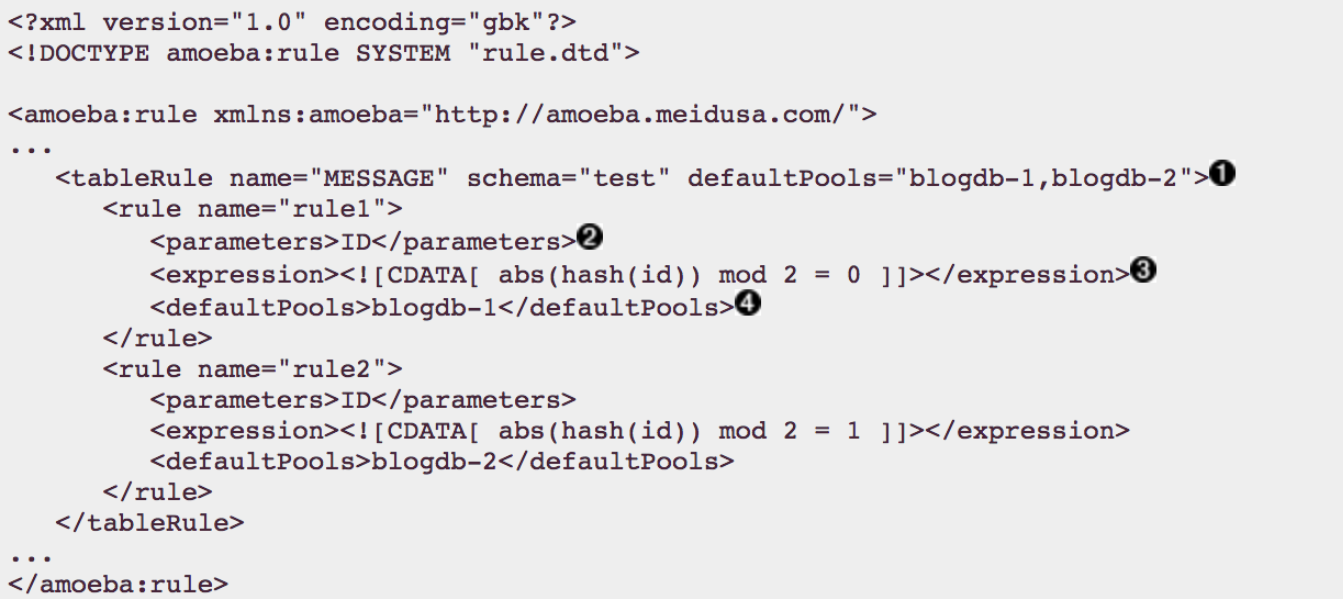 <?xml version="1.0" encoding="gbk"?>
<!DOCTYPE amoeba:rule SYSTEM "rule.dtd">
<amoeba:rule xmlns:amoeba="http://amoeba.meidusa.com/">
...
<tableRule name="MESSAGE" schema="test" defaultPools="blogdb-1,blogdb-2">❶
<rule name="rule1">
<parameters>ID</parameters>❷
<expression><![CDATA[ abs(hash(id)) mod 2 = 0 ]]></expression>❸
<defaultPools>blogdb-1</defaultPools>❹
</rule>
<rule name="rule2">
<parameters>ID</parameters>
<expression><![CDATA[ abs(hash(id)) mod 2 = 1 ]]></expression>
<defaultPools>blogdb-2</defaultPools>
</rule>
</tableRule>
...
</amoeba:rule>